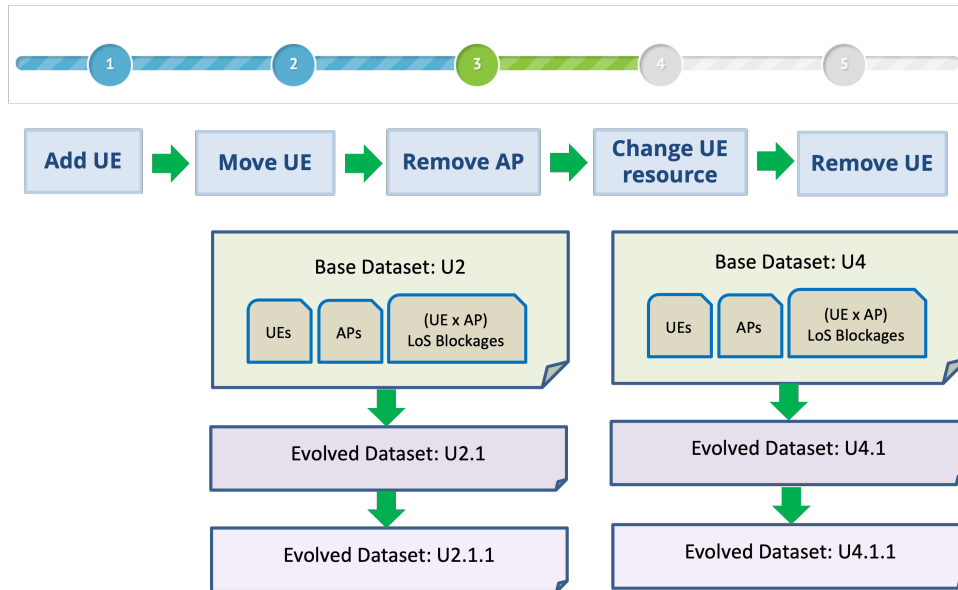 1 2 3 4 5
Add UE
Move UE
Remove AP
Change UE
resource
Remove UE
Base Dataset: U2
UEs
APs
(UE x AP)
LoS Blockages
Evolved Dataset: U2.1
Evolved Dataset: U2.1.1
Base Dataset: U4
UEs
APs
(UE x AP)
LoS Blockages
Evolved Dataset: U4.1
Evolved Dataset: U4.1.1